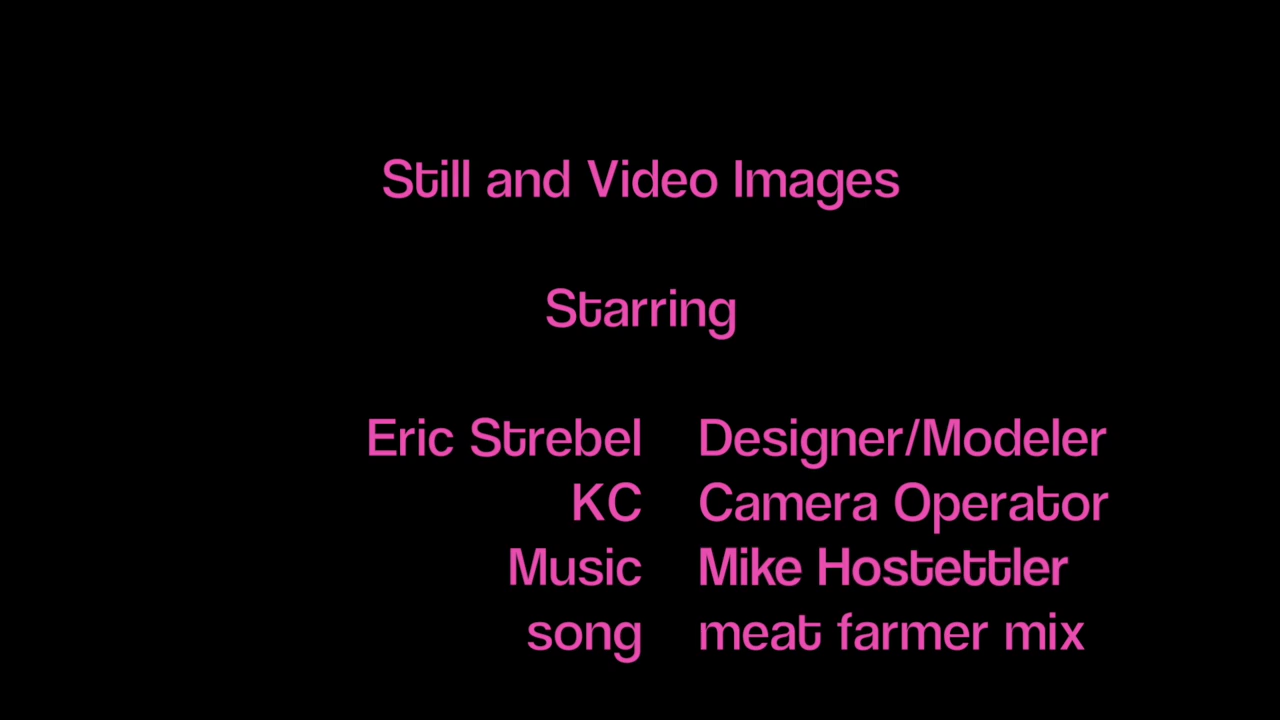 Still and Video Images
Starring
Eric Strebel Designer/Modeler
KC Camera Operator
Music Mike Hostettler
song meat farmer mix